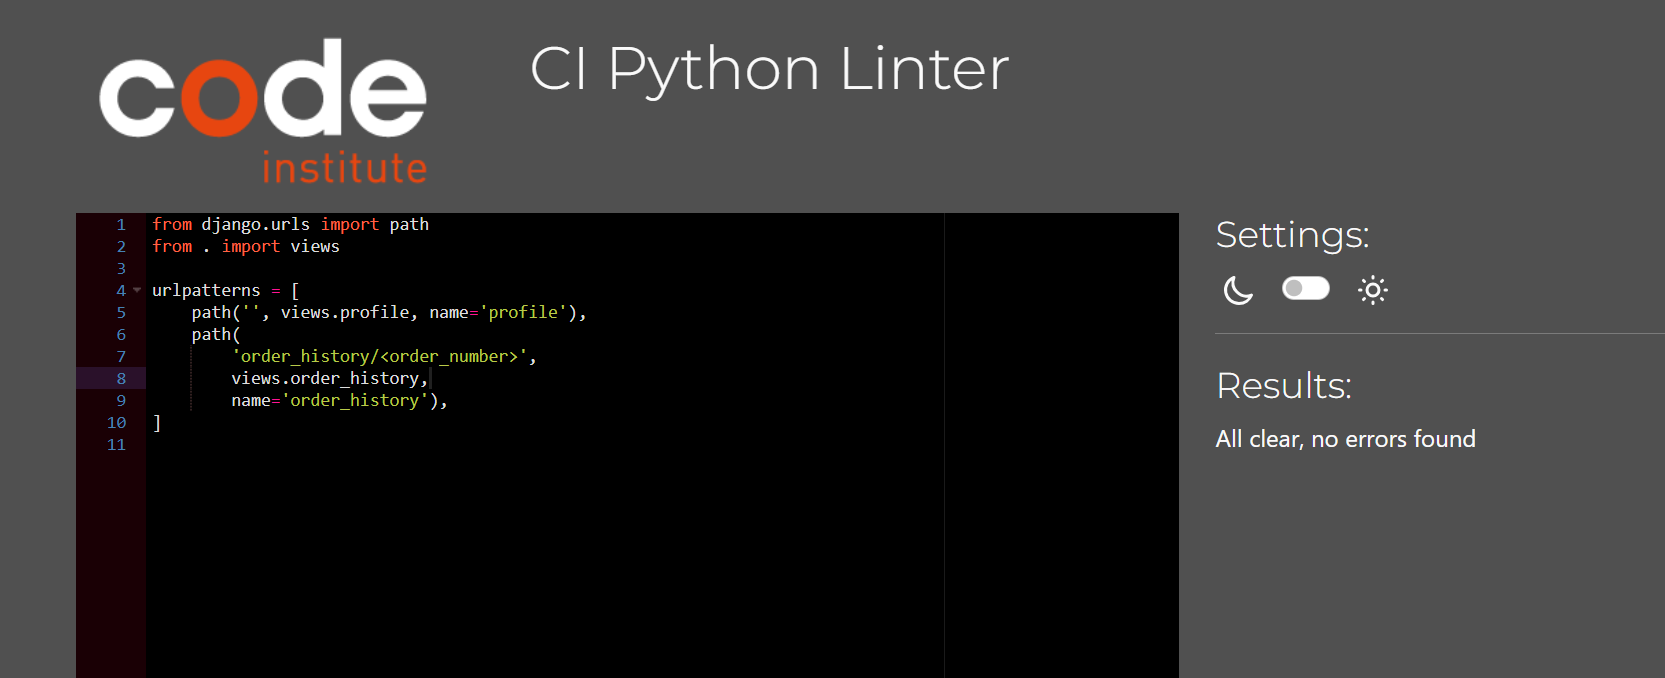 code
institute
CI Python Linter
1 from django.urls import path
2 from . import views
3
4 urlpatterns = [
5     path('', views.profile, name='profile'),
6     path(
7         'order_history/<order_number>',
8         views.order_history,
9         name='order_history'),
10 ]
11
Settings:
Results:
All clear, no errors found